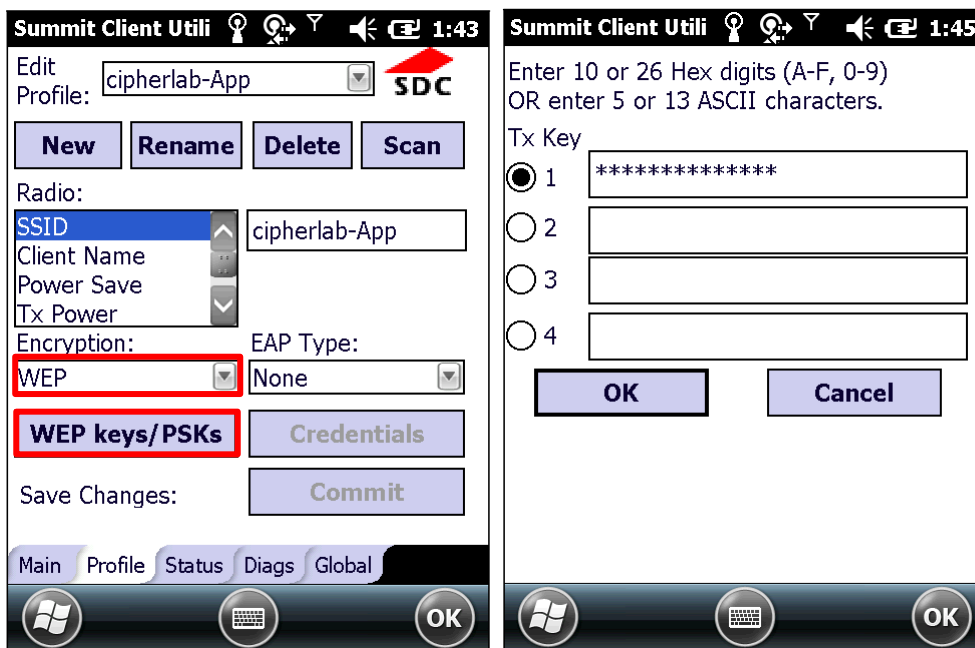 Summit Client Utili 1:43
Edit
Profile:
cipherlab-App
SDC
New Rename Delete Scan
Radio:
SSID
Client Name
Power Save
Tx Power
cipherlab-App
Encryption: EAP Type:
WEP None
WEP keys/PSKs Credentials
Save Changes: Commit
Main Profile Status Diags Global
OK
Summit Client Utili 1:45
Enter 10 or 26 Hex digits (A-F, 0-9)
OR enter 5 or 13 ASCII characters.
Tx Key
1 **************
2
3
4
OK Cancel
OK